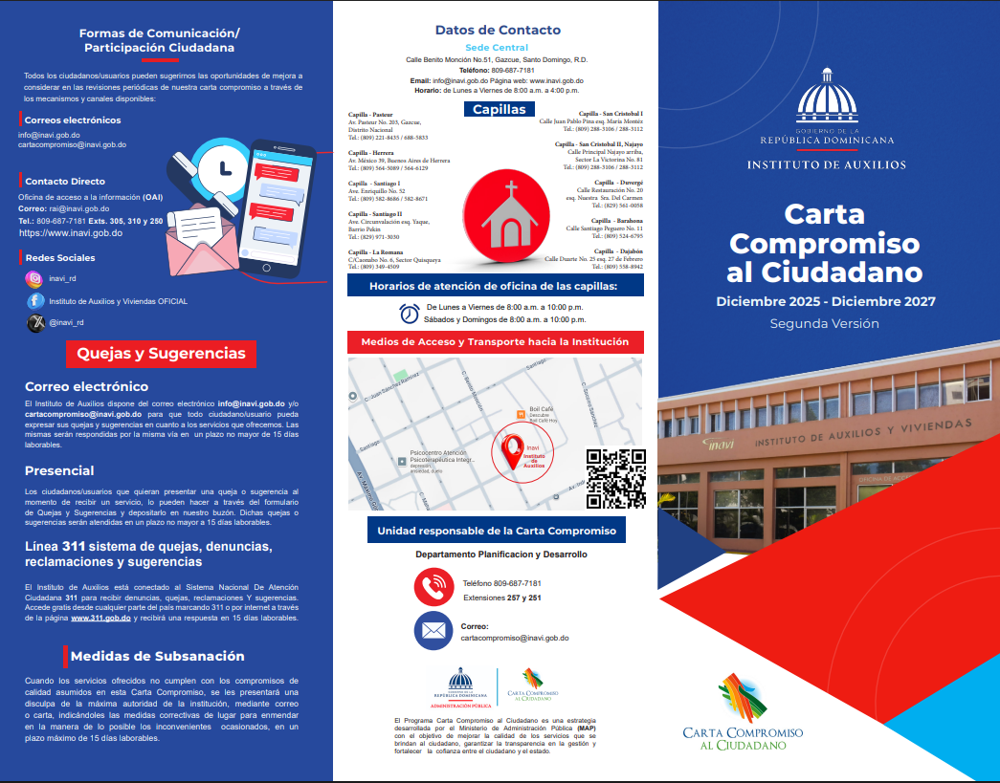 Formas de Comunicación/
Participación Ciudadana
Todos los ciudadanos/usuarios pueden sugerirnos las oportunidades de mejora a
considerar en las revisiones periódicas de nuestra carta compromiso a través de
los mecanismos y canales disponibles:
Correos electrónicos
info@inavi.gob.do
cartacompromiso@inavi.gob.do
Contacto Directo
Oficina de acceso a la información (OAI)
Correo: rai@inavi.gob.do
Tel.: 809-687-7181 Exts. 305, 310 y 250
https://www.inavi.gob.do
Redes Sociales
inavi_rd
Instituto de Auxilios y Viviendas OFICIAL
@inavi_rd
Quejas y Sugerencias
Correo electrónico
El Instituto de Auxilios dispone del correo electrónico info@inavi.gob.do y/o
cartacompromiso@inavi.gob.do para que todo ciudadano/usuario pueda
expresar sus quejas y sugerencias en cuanto a los servicios que ofrecemos. Las
mismas serán respondidas por la misma vía en un plazo no mayor de 15 días
laborables.
Presencial
Los ciudadanos/usuarios que quieran presentar una queja o sugerencia al
momento de recibir un servicio, lo pueden hacer a través del formulario
de Quejas y Sugerencias y depositarlo en nuestro buzón. Dichas quejas o
sugerencias serán atendidas en un plazo no mayor a 15 días laborables.
Línea 311 sistema de quejas, denuncias,
reclamaciones y sugerencias
El Instituto de Auxilios está conectado al Sistema Nacional De Atención
Ciudadana 311 para recibir denuncias, quejas, reclamaciones Y sugerencias.
Accede gratis desde cualquier parte del país marcando 311 o por internet a través
de la página www.311.gob.do y recibirá una respuesta en 15 días laborables.
Medidas de Subsanación
Cuando los servicios ofrecidos no cumplen con los compromisos de
calidad asumidos en esta Carta Compromiso, se les presentará una
disculpa de la máxima autoridad de la institución, mediante correo
o carta, indicándoles las medidas correctivas de lugar para enmendar
en la manera de lo posible los inconvenientes ocasionados, en un
plazo máximo de 15 días laborables.
Datos de Contacto
Sede Central
Calle Benito Monción No.51, Gazcue, Santo Domingo, R.D.
Teléfono: 809-687-7181
Email: info@inavi.gob.do Página web: www.inavi.gob.do
Horario: de Lunes a Viernes de 8:00 a.m. a 4:00 p.m.
Capillas
Capilla - Pasteur
Av. Pasteur No. 203, Gazcue,
Distrito Nacional
Tel.: (809) 221-8435 / 688-5833
Capilla - Herrera
Av. México 39, Buenos Aires de Herrera
Tel.: (809) 564-5089 / 564-6129
Capilla - Santiago I
Ave. Enriquillo No. 52
Tel.: (809) 582-8686 / 582-8671
Capilla - Santiago II
Ave. Circunvalación esq. Yaque,
Barrio Pekín
Tel.: (829) 971-3030
Capilla - La Romana
C/Caonabo No. 6, Sector Quisqueya
Tel.: (809) 349-4509
Capilla - San Cristobal I
Calle Juan Pablo Pina esq. María Montéz
Tel.: (809) 288-3106 / 288-3112
Capilla - San Cristobal II, Najayo
Calle Principal Najayo arriba,
Sector La Victorina No. 81
Tel.: (809) 288-3106 / 288-3112
Capilla - Duvergé
Calle Restauración No. 20
esq. Nuestra Sra. Del Carmen
Tel.: (829) 561-0058
Capilla - Barahona
Calle Santiago Peguero No. 11
Tel.: (809) 524-6795
Capilla - Dajabón
Calle Duarte No. 25 esq. 27 de Febrero
Tel.: (809) 558-8942
Horarios de atención de oficina de las capillas:
De Lunes a Viernes de 8:00 a.m. a 10:00 p.m.
Sábados y Domingos de 8:00 a.m. a 10:00 p.m.
Medios de Acceso y Transporte hacia la Institución
C. Juan Sánchez Ramírez
Santiago
C. Benito Monción
Boil Café
Descubre
Boil Café Hoy
Santiago
Psicocentro Atención
Psicoterapéutica Integr...
depresión,
ansiedad, duelo.
Inavi
Instituto
de
Auxilios
Unidad responsable de la Carta Compromiso
Departamento Planificacion y Desarrollo
Teléfono 809-687-7181
Extensiones 257 y 251
Correo:
cartacompromiso@inavi.gob.do
GOBIERNO DE LA
REPÚBLICA DOMINICANA
ADMINISTRACIÓN PÚBLICA
CARTA COMPROMISO
AL CIUDADANO
El Programa Carta Compromiso al Ciudadano es una estrategia
desarrollada por el Ministerio de Administración Pública (MAP)
con el objetivo de mejorar la calidad de los servicios que se
brindan al ciudadano, garantizar la transparencia en la gestión y
fortalecer la cofianza entre el ciudadano y el estado.
GOBIERNO DE LA
REPÚBLICA DOMINICANA
INSTITUTO DE AUXILIOS
Carta
Compromiso
al Ciudadano
Diciembre 2025 - Diciembre 2027
Segunda Versión
inavi INSTITUTO DE AUXILIOS Y VIVIENDAS
CARTA COMPROMISO
AL CIUDADANO